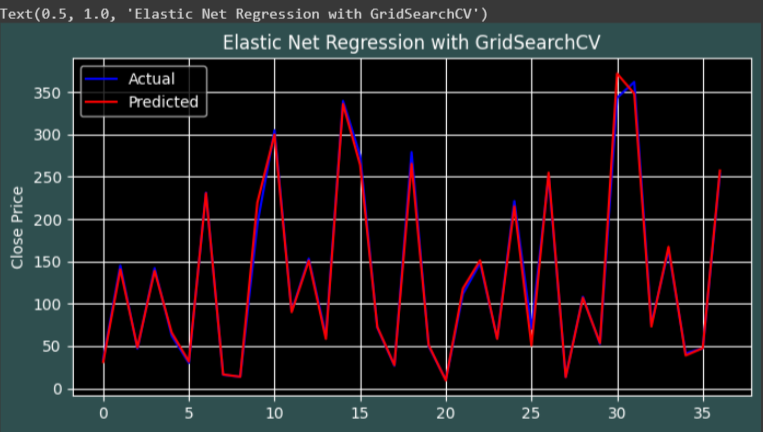 Text(0.5, 1.0, 'Elastic Net Regression with GridSearchCV')
Elastic Net Regression with GridSearchCV
Actual
Predicted
Close Price
350
300
250
200
150
100
50
0
0 5 10 15 20 25 30 35